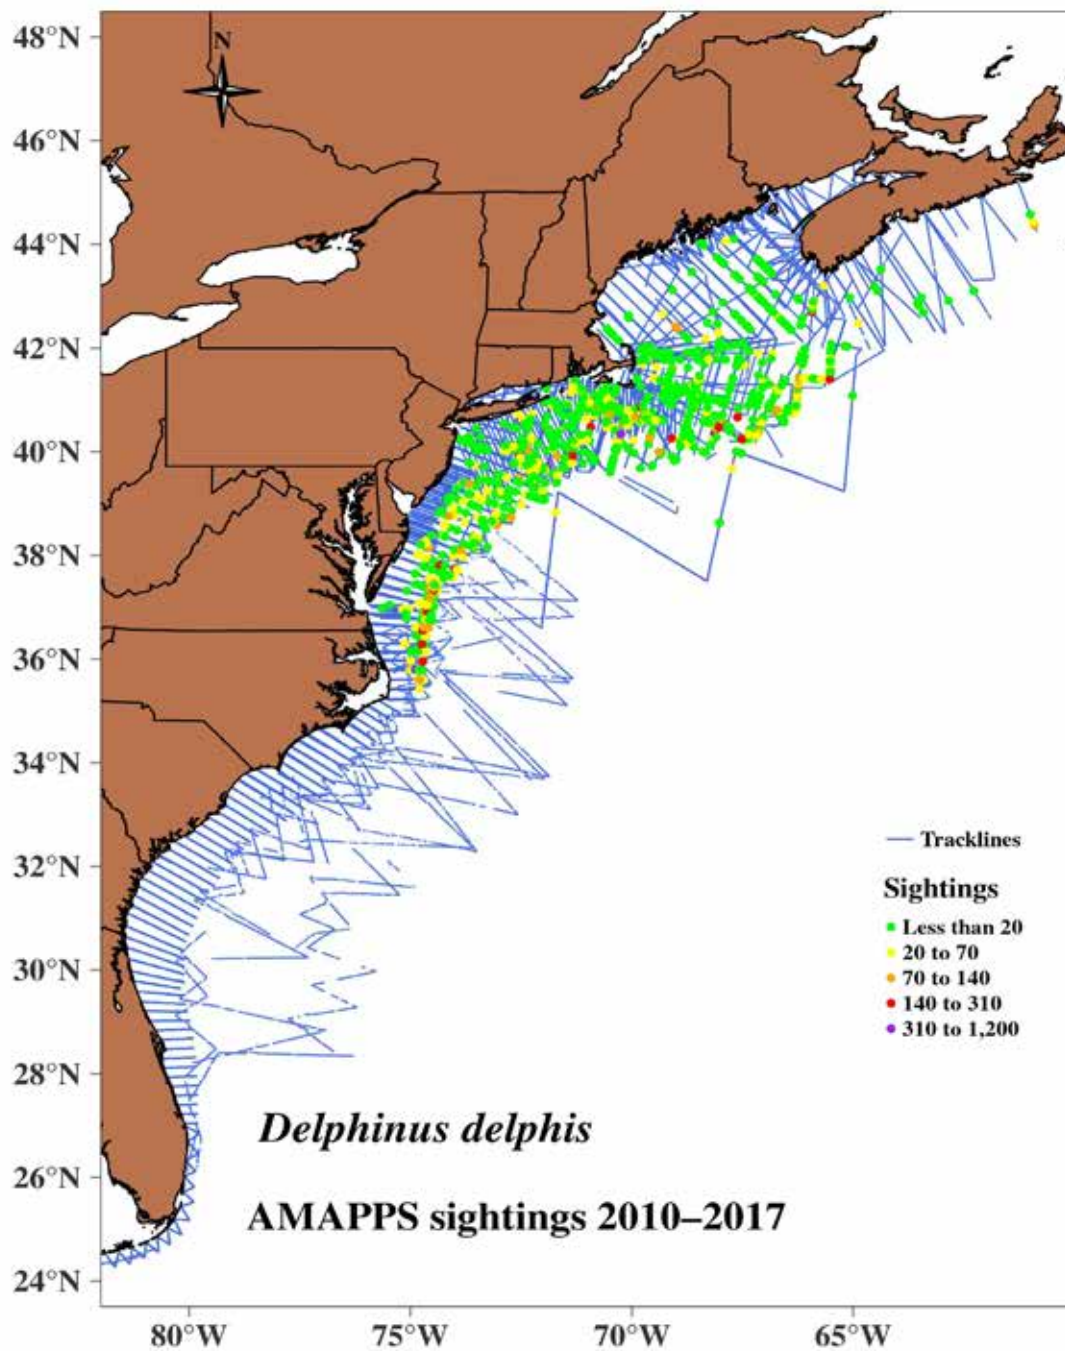 48°N
N
46°N
44°N
42°N
40°N
38°N
36°N
34°N
Tracklines
32°N
Sightings
Less than 20
20 to 70
30°N
70 to 140
140 to 310
310 to 1,200
28°N
Delphinus delphis
26°N
AMAPPS sightings 2010–2017
24°N
80°W 75°W 70°W 65°W